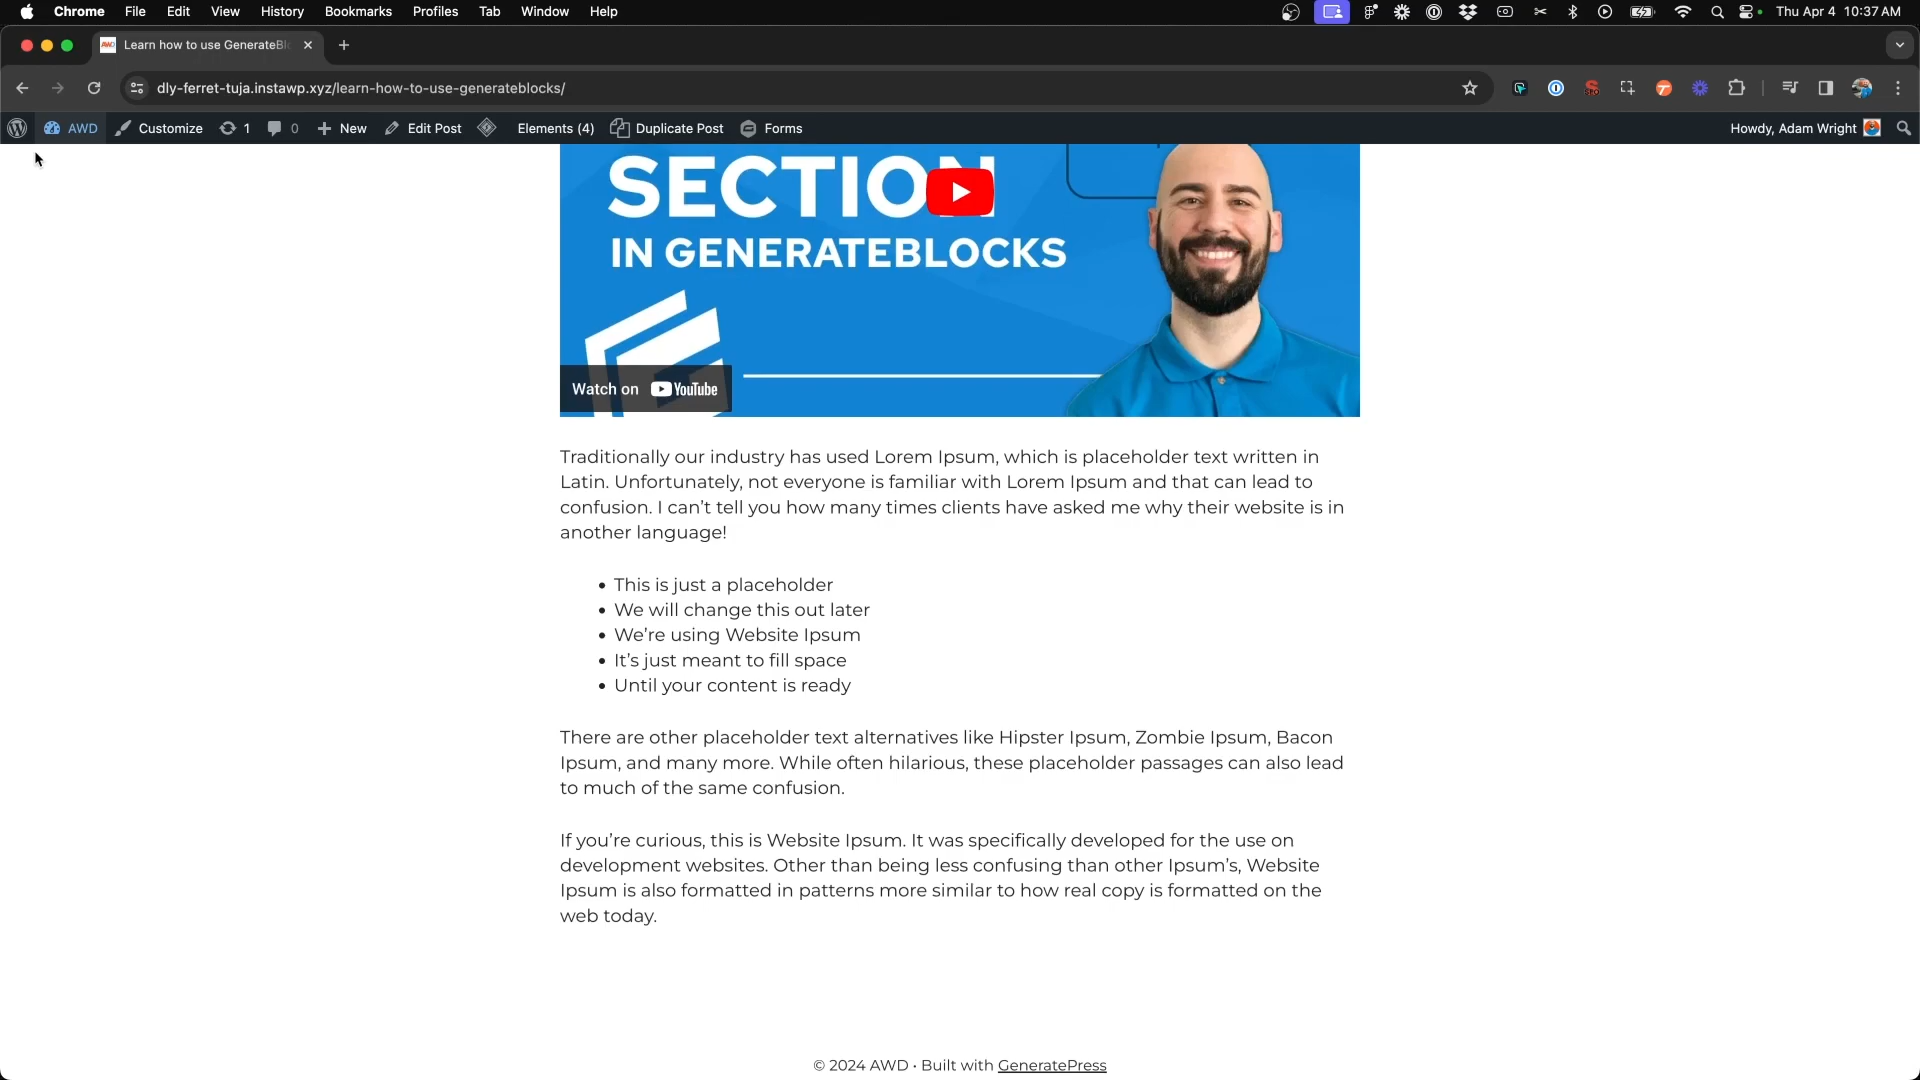 Chrome File Edit View History Bookmarks Profiles Tab Window Help Thu Apr 4 10:37 AM
Learn how to use GenerateBl
dly-ferret-tuja.instawp.xyz/learn-how-to-use-generateblocks/
AWD Customize 1 0 New Edit Post Elements (4) Duplicate Post Forms Howdy, Adam Wright
SECTION
IN GENERATEBLOCKS
Watch on YouTube
Traditionally our industry has used Lorem Ipsum, which is placeholder text written in
Latin. Unfortunately, not everyone is familiar with Lorem Ipsum and that can lead to
confusion. I can’t tell you how many times clients have asked me why their website is in
another language!
• This is just a placeholder
• We will change this out later
• We’re using Website Ipsum
• It’s just meant to fill space
• Until your content is ready
There are other placeholder text alternatives like Hipster Ipsum, Zombie Ipsum, Bacon
Ipsum, and many more. While often hilarious, these placeholder passages can also lead
to much of the same confusion.
If you’re curious, this is Website Ipsum. It was specifically developed for the use on
development websites. Other than being less confusing than other Ipsum’s, Website
Ipsum is also formatted in patterns more similar to how real copy is formatted on the
web today.
© 2024 AWD • Built with GeneratePress